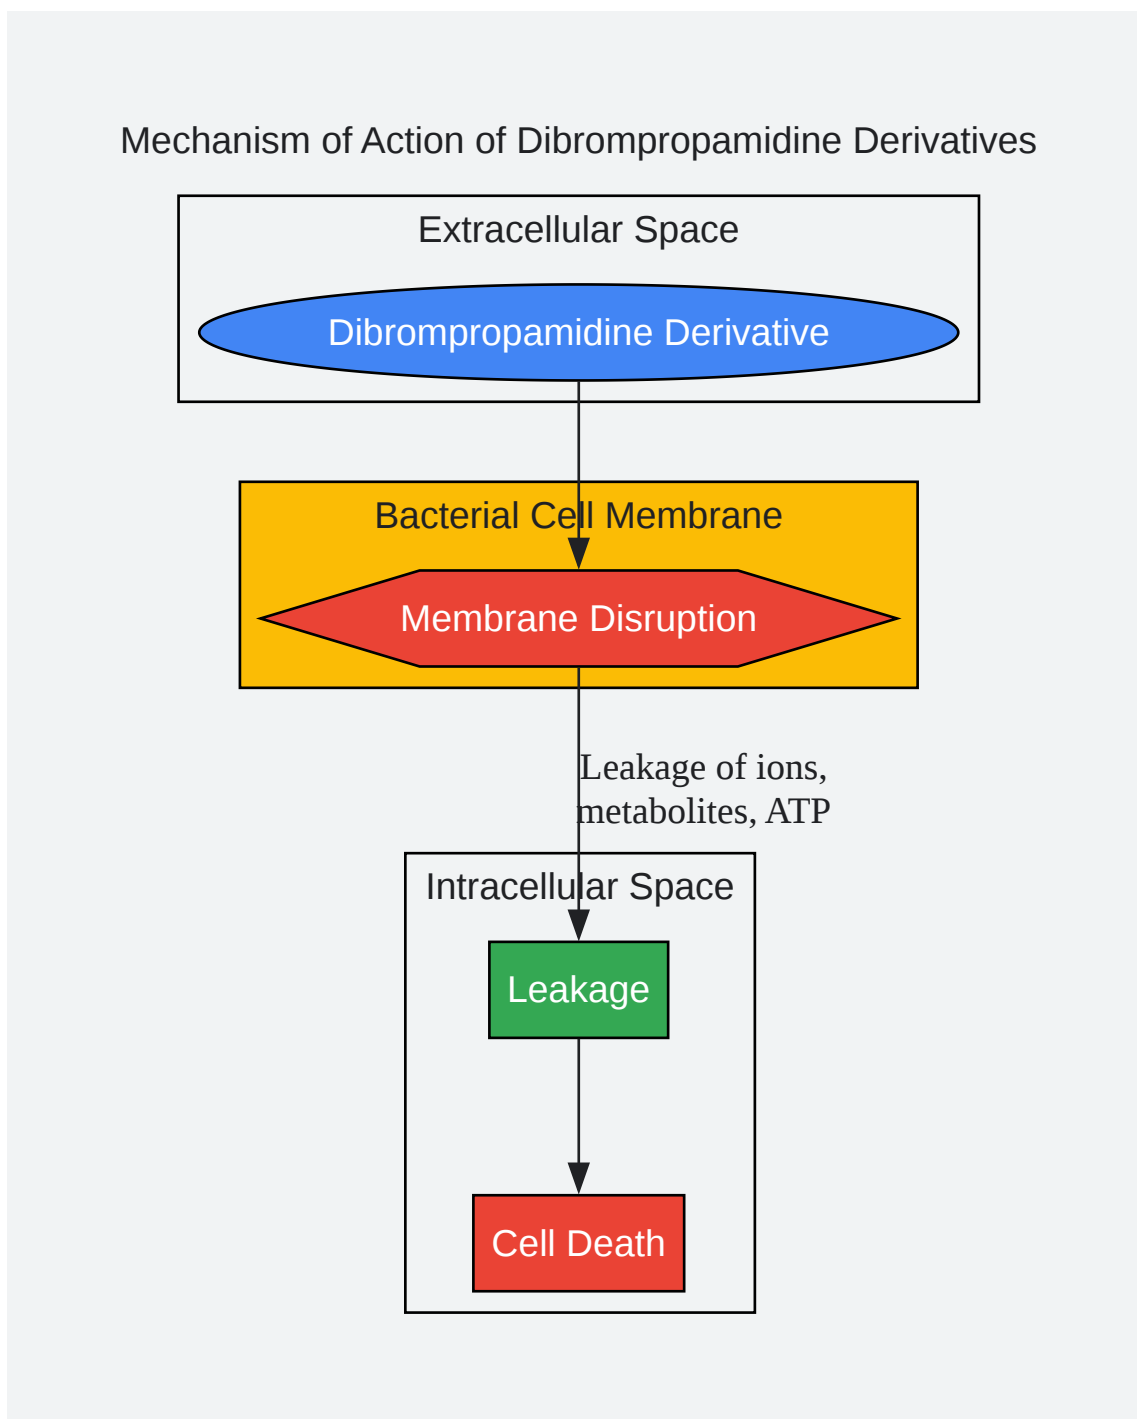 Mechanism of Action of Dibrompropamidine Derivatives
Extracellular Space
Dibrompropamidine Derivative
Bacterial Cell Membrane
Membrane Disruption
Leakage of ions,
metabolites, ATP
Intracellular Space
Leakage
Cell Death